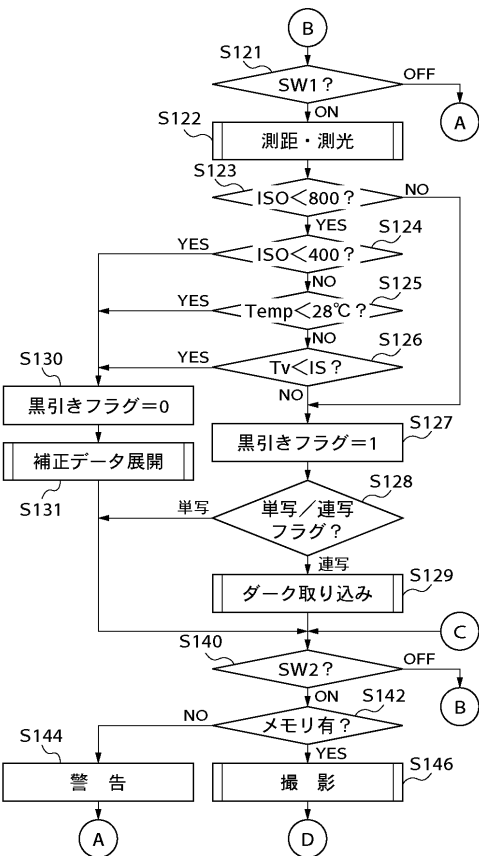 B
S121
SW1？
OFF
A
ON
S122
測距・測光
S123
ISO＜800？
NO
YES
S124
YES
ISO＜400？
NO
S125
YES
Temp＜28℃？
NO
S126
YES
Tv＜IS？
NO
S130
黒引きフラグ＝0
S127
黒引きフラグ＝1
補正データ展開
S131
S128
単写
単写／連写
フラグ？
連写
S129
ダーク取り込み
C
S140
SW2？
OFF
B
ON
S142
NO
メモリ有？
YES
S144
警 告
S146
撮 影
A
D